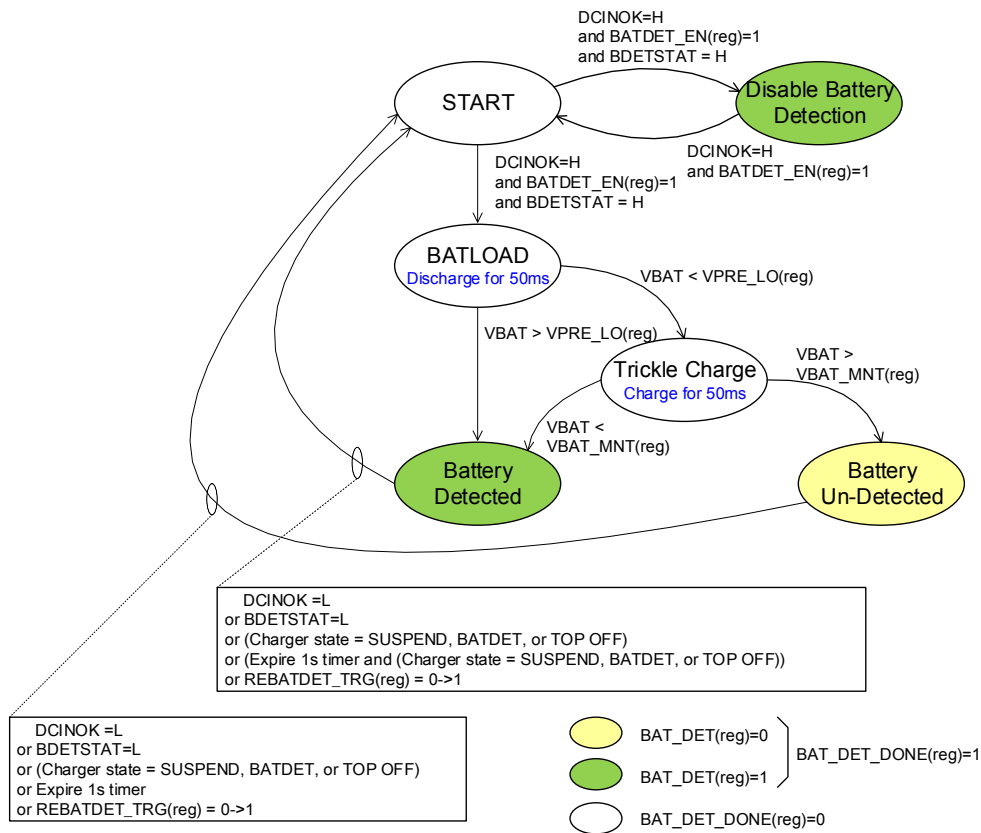 DCINOK=H
and BATDET_EN(reg)=1
and BDETSTAT = H
START
Disable Battery
Detection
DCINOK=H
and BATDET_EN(reg)=1
DCINOK=H
and BATDET_EN(reg)=1
and BDETSTAT = H
BATLOAD
Discharge for 50ms
VBAT < VPRE_LO(reg)
VBAT > VPRE_LO(reg)
Trickle Charge
Charge for 50ms
VBAT >
VBAT_MNT(reg)
VBAT <
VBAT_MNT(reg)
Battery
Detected
Battery
Un-Detected
DCINOK =L
or BDETSTAT=L
or (Charger state = SUSPEND, BATDET, or TOP OFF)
or (Expire 1s timer and (Charger state = SUSPEND, BATDET, or TOP OFF))
or REBATDET_TRG(reg) = 0->1
DCINOK =L
or BDETSTAT=L
or (Charger state = SUSPEND, BATDET, or TOP OFF)
or Expire 1s timer
or REBATDET_TRG(reg) = 0->1
BAT_DET(reg)=0
BAT_DET(reg)=1
BAT_DET_DONE(reg)=1
BAT_DET_DONE(reg)=0